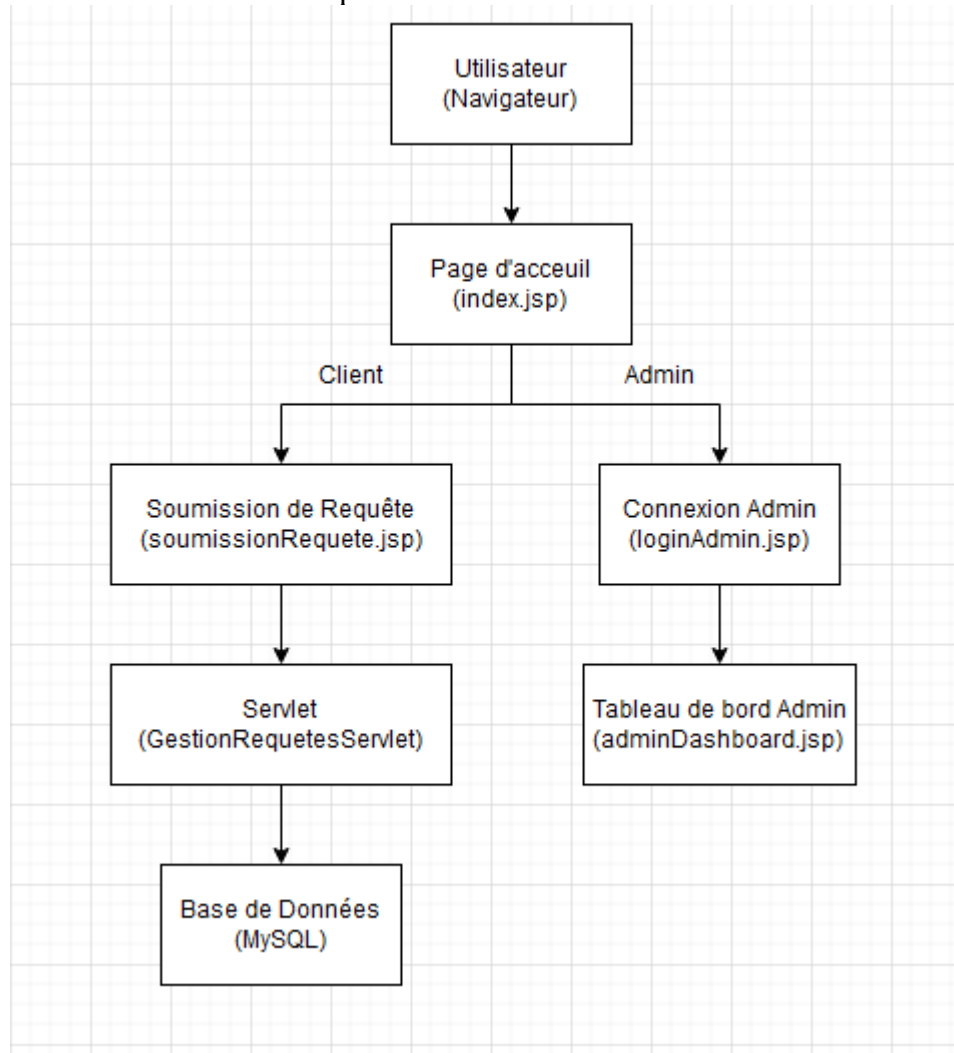 Utilisateur
(Navigateur)
Page d'acceuil
(index.jsp)
Client
Admin
Soumission de Requête
(soumissionRequete.jsp)
Connexion Admin
(loginAdmin.jsp)
Servlet
(GestionRequetesServlet)
Tableau de bord Admin
(adminDashboard.jsp)
Base de Données
(MySQL)